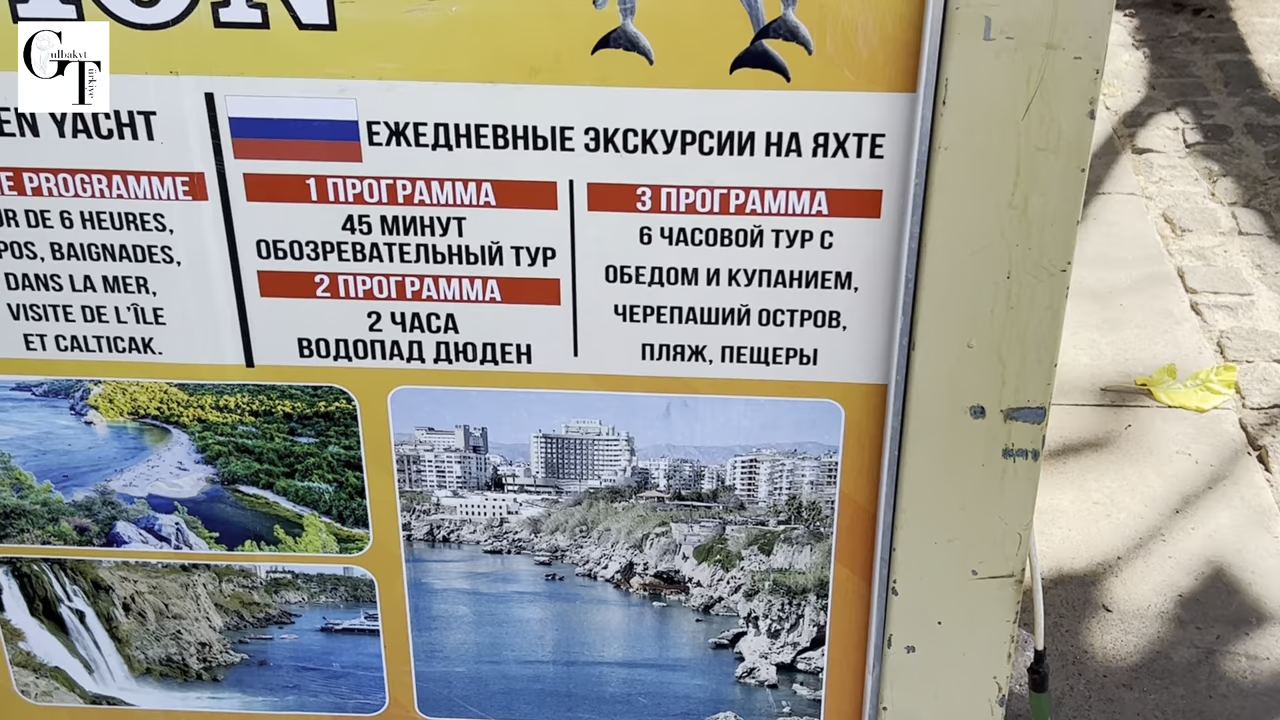 Gulbakyt
Türkiye
EN YACHT
E PROGRAMME
UR DE 6 HEURES,
POS, BAIGNADES,
DANS LA MER,
VISITE DE L'ÎLE
ET CALTICAK.
ЕЖЕДНЕВНЫЕ ЭКСКУРСИИ НА ЯХТЕ
1 ПРОГРАММА
45 МИНУТ
ОБОЗРЕВАТЕЛЬНЫЙ ТУР
2 ПРОГРАММА
2 ЧАСА
ВОДОПАД ДЮДЕН
3 ПРОГРАММА
6 ЧАСОВОЙ ТУР С
ОБЕДОМ И КУПАНИЕМ,
ЧЕРЕПАШИЙ ОСТРОВ,
ПЛЯЖ, ПЕЩЕРЫ